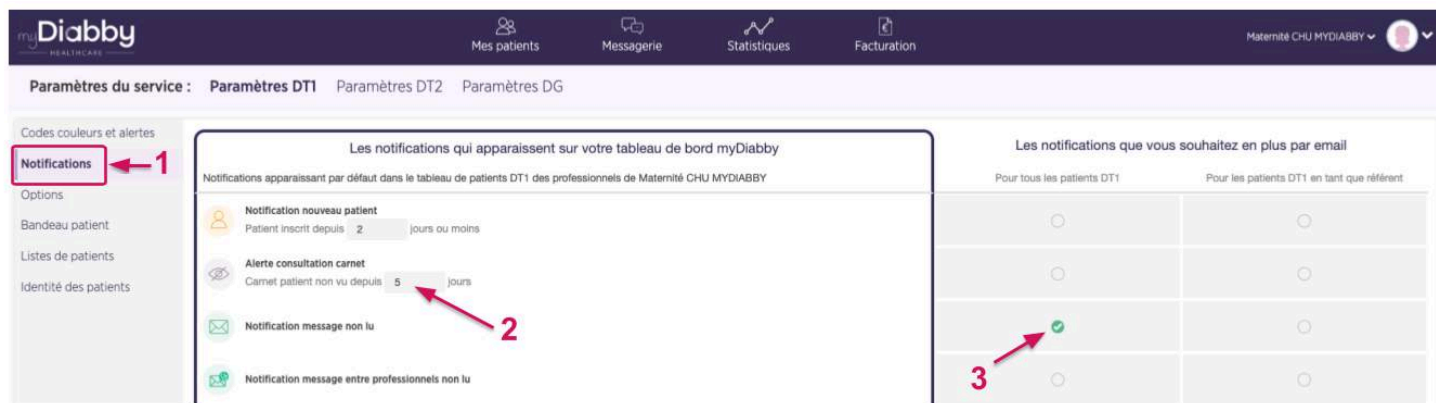 myDiabby
HEALTHCARE
Mes patients
Messagerie
Statistiques
Facturation
Maternité CHU MYDIABBY
Paramètres du service : Paramètres DT1 Paramètres DT2 Paramètres DG
Codes couleurs et alertes
Notifications
1
Options
Bandeau patient
Listes de patients
Identité des patients
Les notifications qui apparaissent sur votre tableau de bord myDiabby
Notifications apparaissant par défaut dans le tableau de patients DT1 des professionnels de Maternité CHU MYDIABBY
Notification nouveau patient
Patient inscrit depuis 2 jours ou moins
Alerte consultation carnet
Carnet patient non vu depuis 5 jours
2
Notification message non lu
Notification message entre professionnels non lu
Les notifications que vous souhaitez en plus par email
Pour tous les patients DT1
Pour les patients DT1 en tant que référent
3